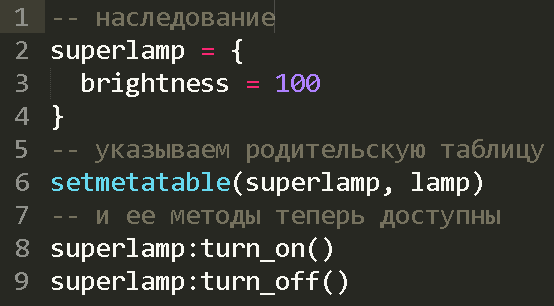 1 -- наследование
2 superlamp = {
3   brightness = 100
4 }
5 -- указываем родительскую таблицу
6 setmetatable(superlamp, lamp)
7 -- и ее методы теперь доступны
8 superlamp:turn_on()
9 superlamp:turn_off()